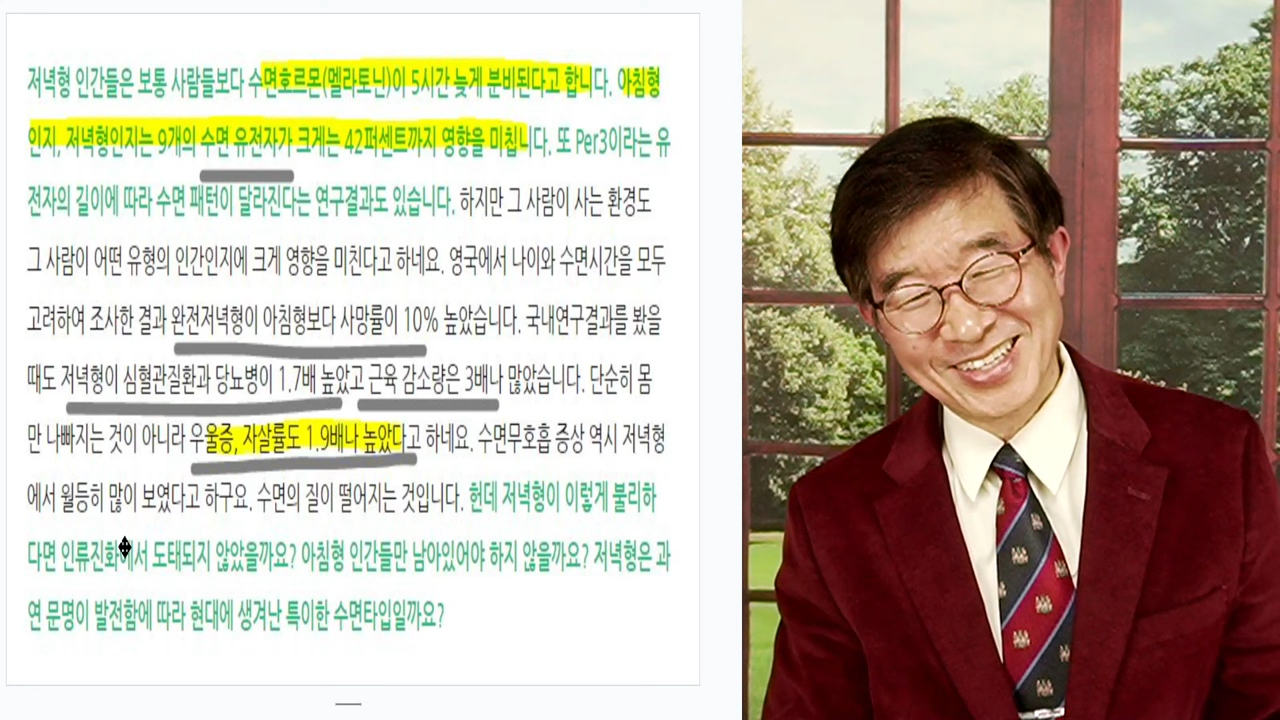 저녁형 인간들은 보통 사람들보다 수면호르몬(멜라토닌)이 5시간 늦게 분비된다고 합니다. 아침형
인지, 저녁형인지는 9개의 수면 유전자가 크게는 42퍼센트까지 영향을 미칩니다. 또 Per3이라는 유
전자의 길이에 따라 수면 패턴이 달라진다는 연구결과도 있습니다. 하지만 그 사람이 사는 환경도
그 사람이 어떤 유형의 인간인지에 크게 영향을 미친다고 하네요. 영국에서 나이와 수면시간을 모두
고려하여 조사한 결과 완전저녁형이 아침형보다 사망률이 10% 높았습니다. 국내연구결과를 봤을
때도 저녁형이 심혈관질환과 당뇨병이 1.7배 높았고 근육 감소량은 3배나 많았습니다. 단순히 몸
만 나빠지는 것이 아니라 우울증, 자살률도 1.9배나 높았다고 하네요. 수면무호흡 증상 역시 저녁형
에서 월등히 많이 보였다고 하구요. 수면의 질이 떨어지는 것입니다. 헌데 저녁형이 이렇게 불리하
다면 인류진화에서 도태되지 않았을까요? 아침형 인간들만 남아있어야 하지 않을까요? 저녁형은 과
연 문명이 발전함에 따라 현대에 생겨난 특이한 수면타입일까요?